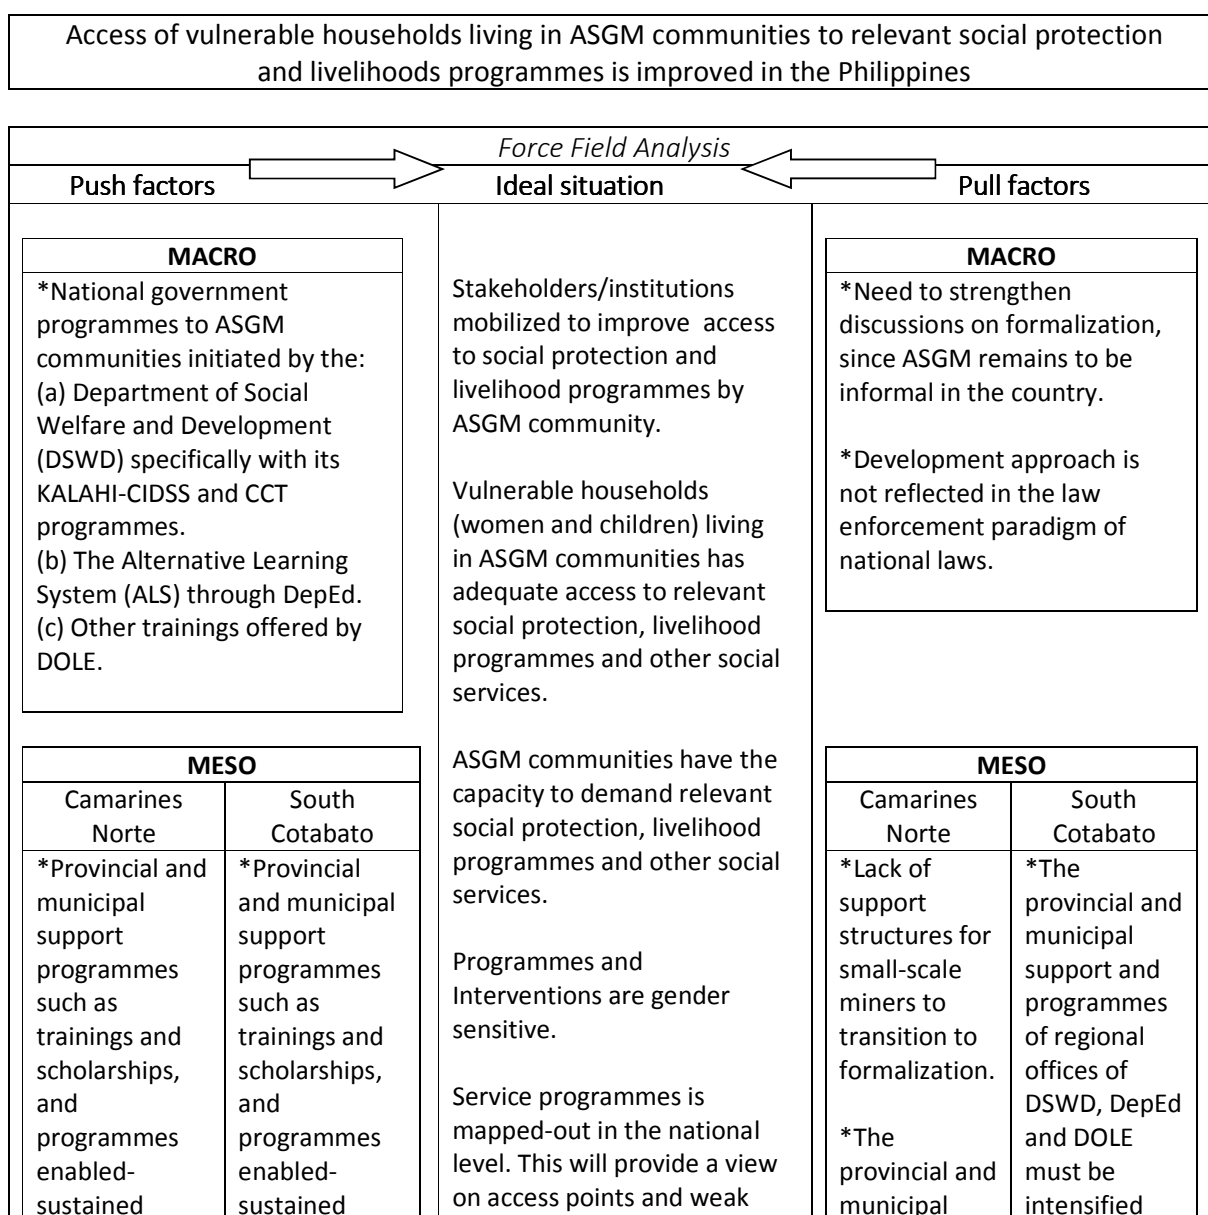 Access of vulnerable households living in ASGM communities to relevant social protection
and livelihoods programmes is improved in the Philippines
Force Field Analysis
Push factors
Ideal situation
Pull factors
MACRO
*National government
programmes to ASGM
communities initiated by the:
(a) Department of Social
Welfare and Development
(DSWD) specifically with its
KALAHI-CIDSS and CCT
programmes.
(b) The Alternative Learning
System (ALS) through DepEd.
(c) Other trainings offered by
DOLE.
MESO
Camarines
Norte
*Provincial and
municipal
support
programmes
such as
trainings and
scholarships,
and
programmes
enabled-
sustained
South
Cotabato
*Provincial
and municipal
support
programmes
such as
trainings and
scholarships,
and
programmes
enabled-
sustained
Stakeholders/institutions
mobilized to improve  access
to social protection and
livelihood programmes by
ASGM community.
Vulnerable households
(women and children) living
in ASGM communities has
adequate access to relevant
social protection, livelihood
programmes and other social
services.
ASGM communities have the
capacity to demand relevant
social protection, livelihood
programmes and other social
services.
Programmes and
Interventions are gender
sensitive.
Service programmes is
mapped-out in the national
level. This will provide a view
on access points and weak
MACRO
*Need to strengthen
discussions on formalization,
since ASGM remains to be
informal in the country.
*Development approach is
not reflected in the law
enforcement paradigm of
national laws.
MESO
Camarines
Norte
*Lack of
support
structures for
small-scale
miners to
transition to
formalization.
*The
provincial and
municipal
South
Cotabato
*The
provincial and
municipal
support and
programmes
of regional
offices of
DSWD, DepEd
and DOLE
must be
intensified